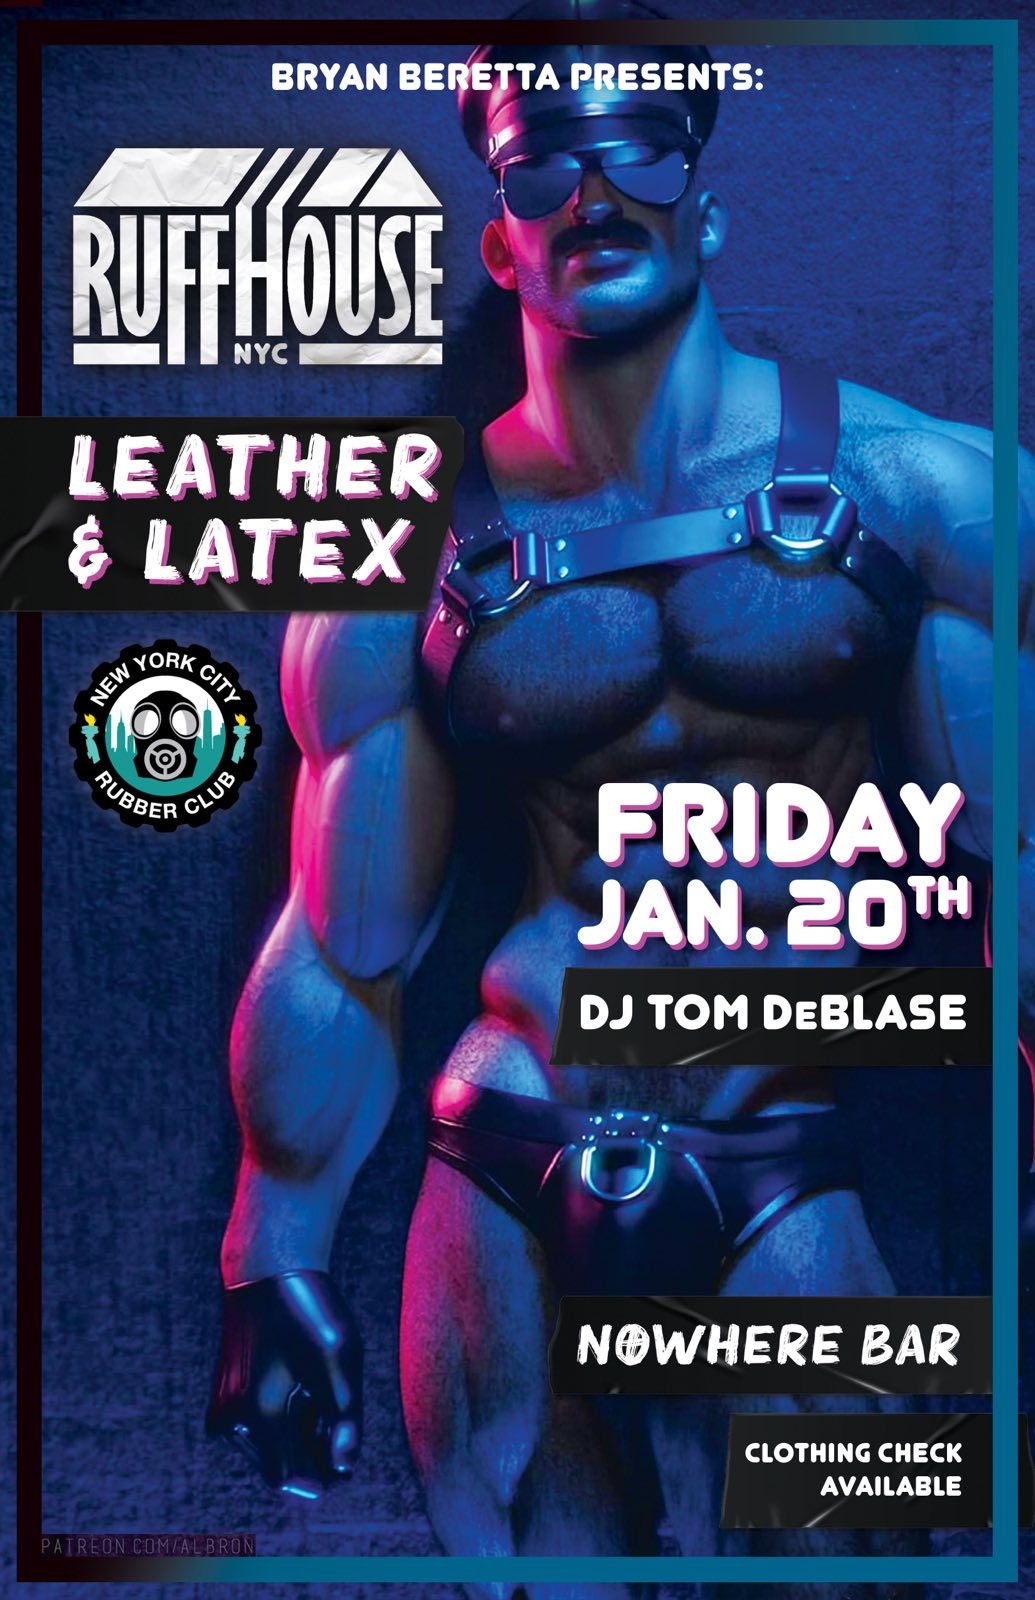 BRYAN BERETTA PRESENTS:
RUFFHOUSE
NYC
LEATHER
& LATEX
NEW YORK CITY
RUBBER CLUB
FRIDAY
JAN. 20TH
DJ TOM DeBLASE
NOWHERE BAR
CLOTHING CHECK
AVAILABLE
PATREON.COM/ALBRON